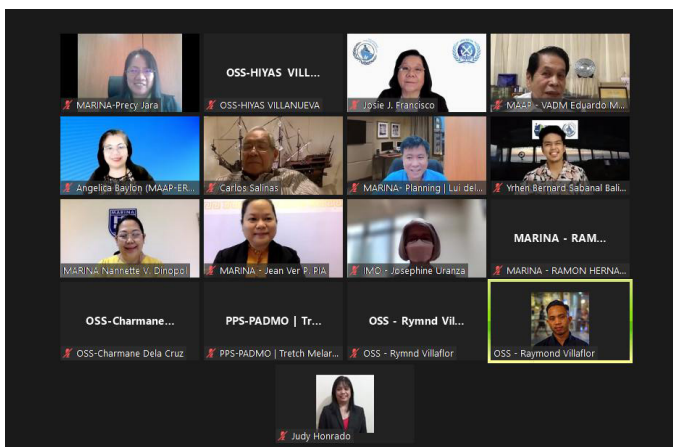 MARINA-Precy Jara
OSS-HIYAS VILL...
OSS-HIYAS VILLANUEVA
Josie J. Francisco
MAAP - VADM Eduardo M...
Angelica Baylon (MAAP-ER...
Carlos Salinas
MARINA- Planning | Lui del...
Yrhen Bernard Sabanal Bali...
MARINA
MARINA Nannette V. Dinopol
MARINA - Jean Ver P. PIA
IMO - Josephine Uranza
MARINA - RAM...
MARINA - RAMON HERNA...
OSS-Charmane...
OSS-Charmane Dela Cruz
PPS-PADMO | Tr...
PPS-PADMO | Tretch Melar...
OSS - Rymnd Vil...
OSS - Rymnd Villaflor
OSS - Raymond Villaflor
Judy Honrado